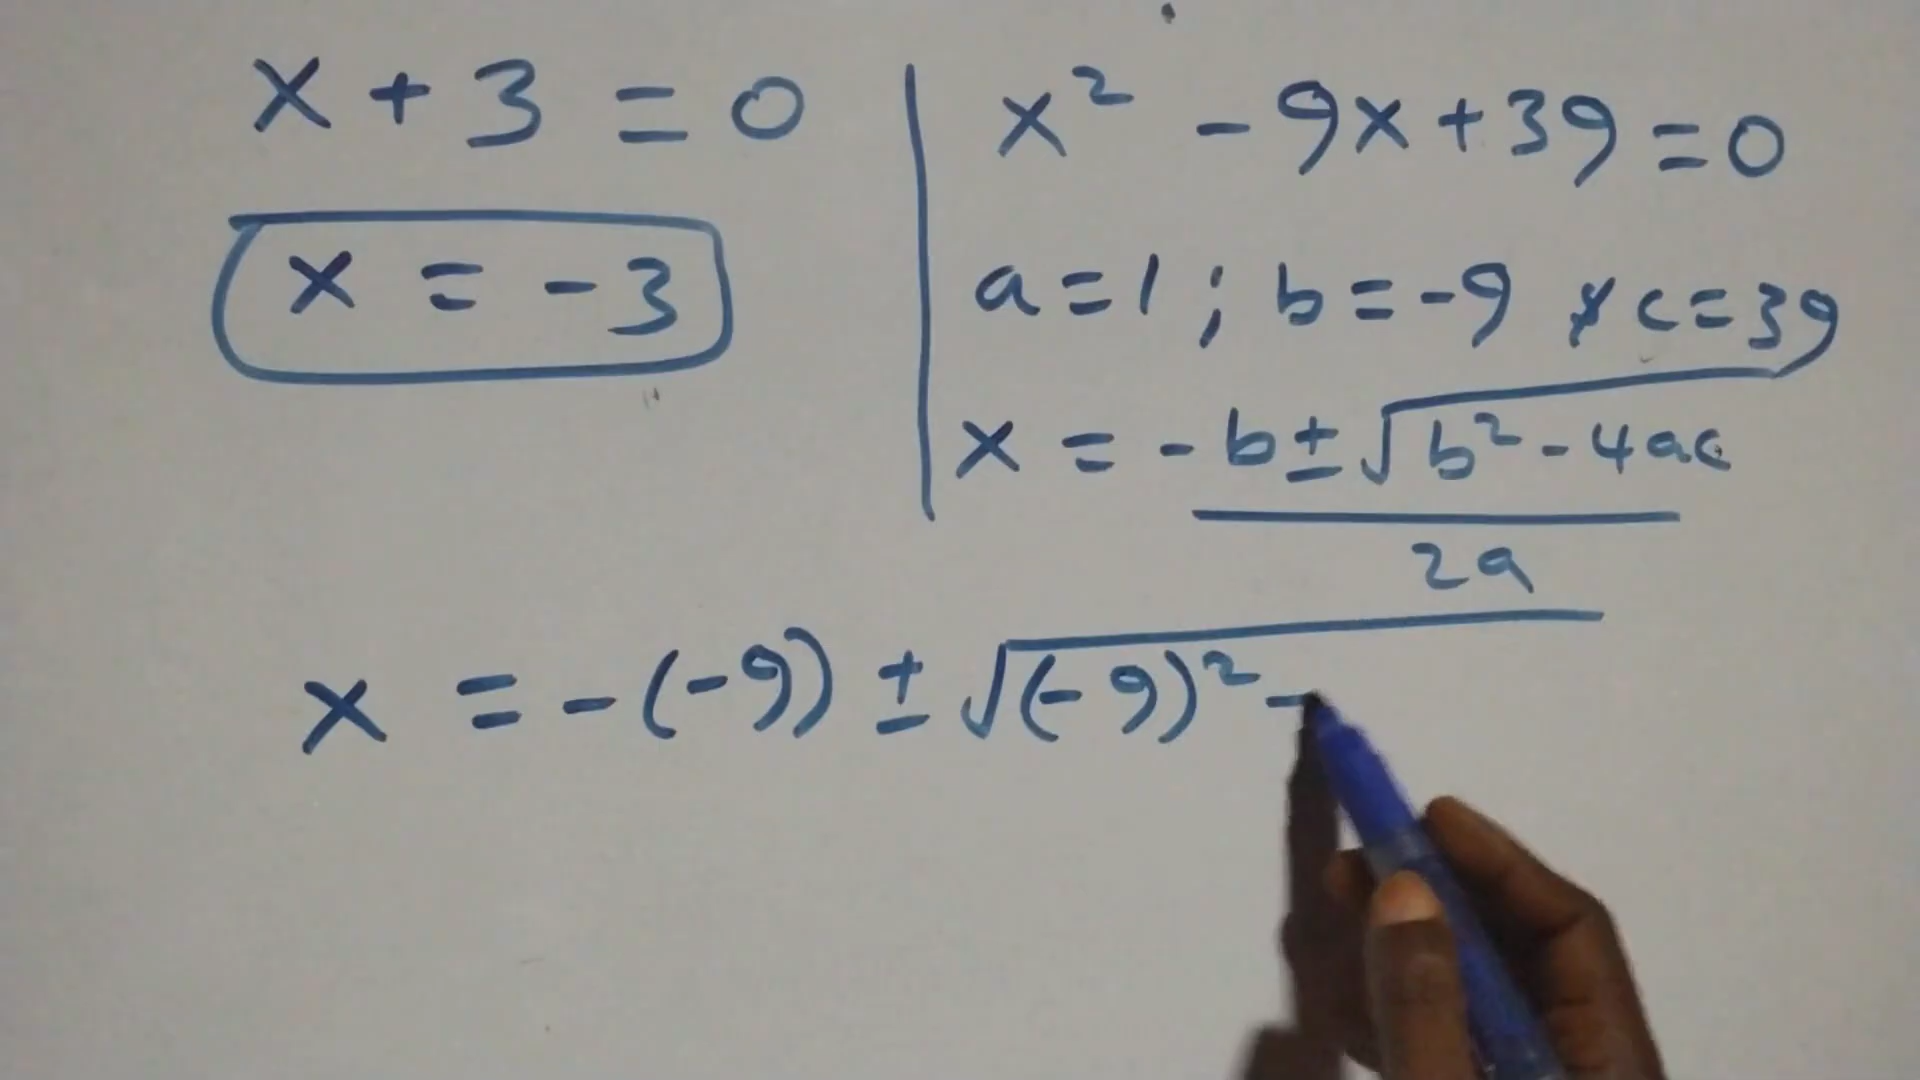 x + 3 = 0
x = -3
x² - 9x + 39 = 0
a = 1 ; b = -9 & c = 39
x = -b ± √b² - 4ac
2a
x = -(-9) ± √(-9)² -